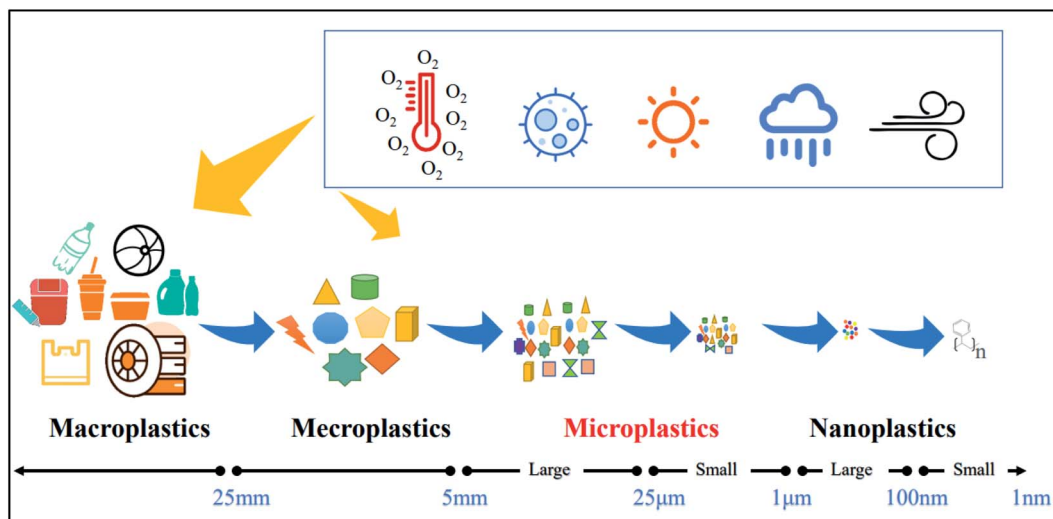 O₂
O₂
O₂
O₂
O₂
O₂
O₂
O₂
O₂
n
Macroplastics Mecroplastics Microplastics Nanoplastics
Large Small Large Small
25mm 5mm 25μm 1μm 100nm 1nm